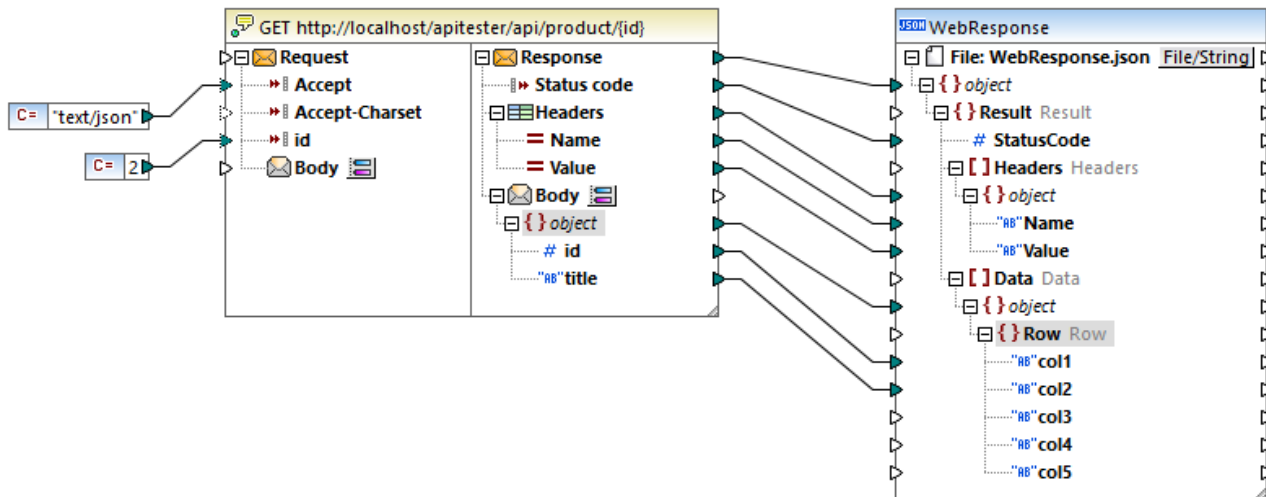 GET http://localhost/apitester/api/product/{id}
Request
Accept
Accept-Charset
id
Body
C= "text/json"
C= 2
Response
Status code
Headers
Name
Value
Body
{ } object
# id
"AB" title
JSON WebResponse
File: WebResponse.json File/String
{ } object
{ } Result Result
# StatusCode
[ ] Headers Headers
{ } object
"AB" Name
"AB" Value
[ ] Data Data
{ } object
{ } Row Row
"AB" col1
"AB" col2
"AB" col3
"AB" col4
"AB" col5